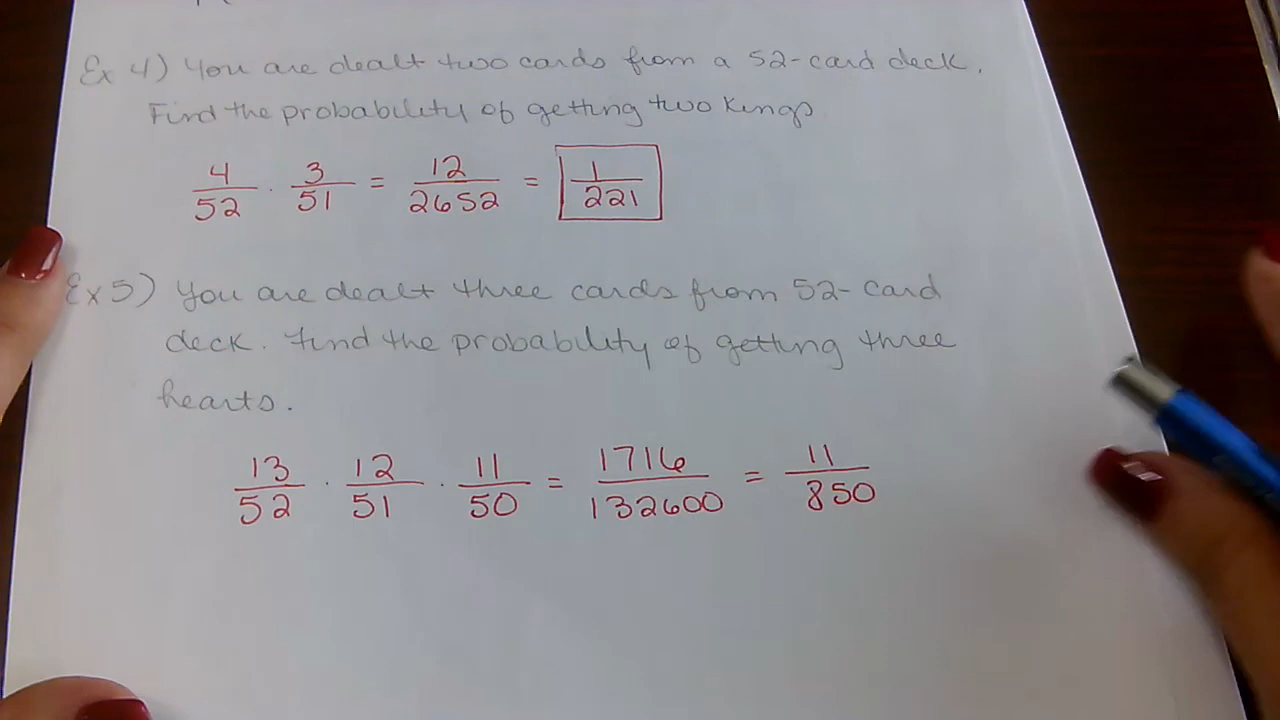 Ex 4) You are dealt two cards from a 52-card deck.
Find the probability of getting two kings
4/52 · 3/51 = 12/2652 = 1/221
Ex 5) You are dealt three cards from 52-card
deck. Find the probability of getting three
hearts.
13/52 · 12/51 · 11/50 = 1716/132600 = 11/850